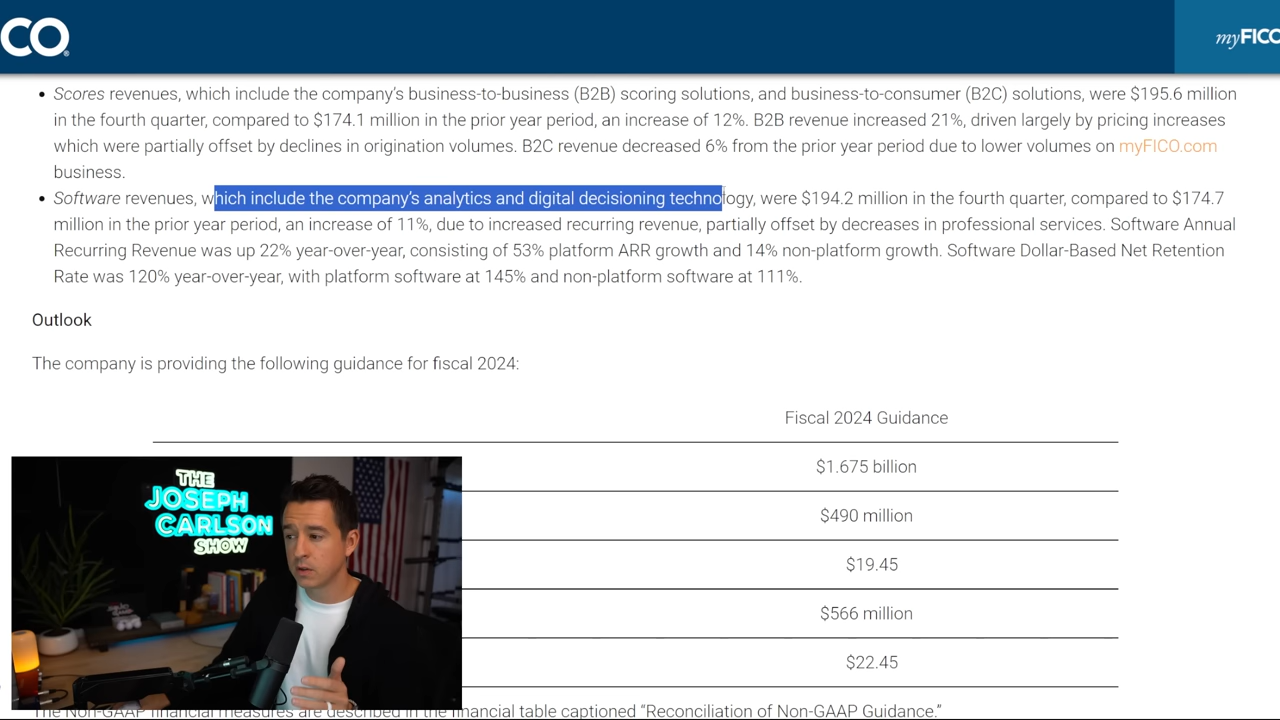 CO
myFICO
• Scores revenues, which include the company's business-to-business (B2B) scoring solutions, and business-to-consumer (B2C) solutions, were $195.6 million
in the fourth quarter, compared to $174.1 million in the prior year period, an increase of 12%. B2B revenue increased 21%, driven largely by pricing increases
which were partially offset by declines in origination volumes. B2C revenue decreased 6% from the prior year period due to lower volumes on myFICO.com
business.
• Software revenues, which include the company's analytics and digital decisioning technology, were $194.2 million in the fourth quarter, compared to $174.7
million in the prior year period, an increase of 11%, due to increased recurring revenue, partially offset by decreases in professional services. Software Annual
Recurring Revenue was up 22% year-over-year, consisting of 53% platform ARR growth and 14% non-platform growth. Software Dollar-Based Net Retention
Rate was 120% year-over-year, with platform software at 145% and non-platform software at 111%.
Outlook
The company is providing the following guidance for fiscal 2024:
Fiscal 2024 Guidance
$1.675 billion
$490 million
$19.45
$566 million
$22.45
THE
JOSEPH
CARLSON
SHOW
The Non-GAAP financial measures are described in the financial table captioned “Reconciliation of Non-GAAP Guidance.”